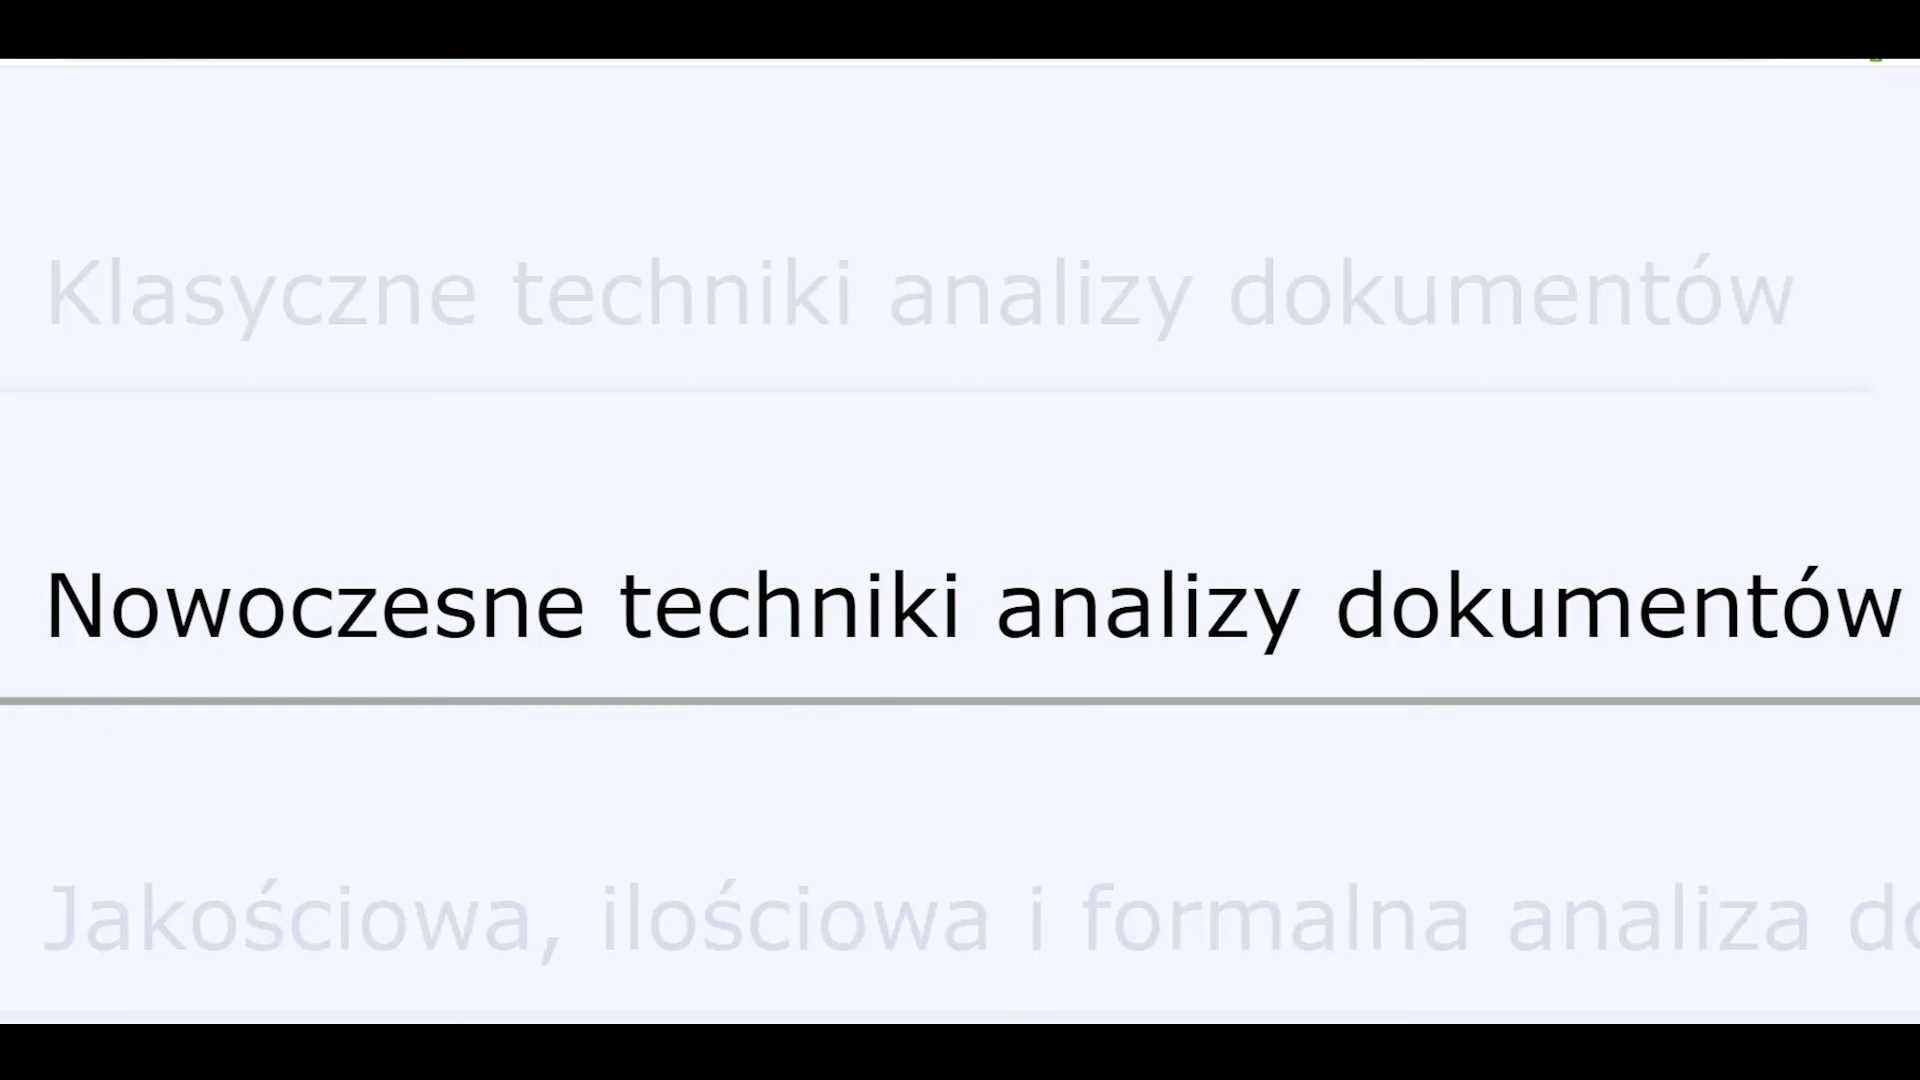 Klasyczne techniki analizy dokumentów
Nowoczesne techniki analizy dokumentów
Jakościowa, ilościowa i formalna analiza